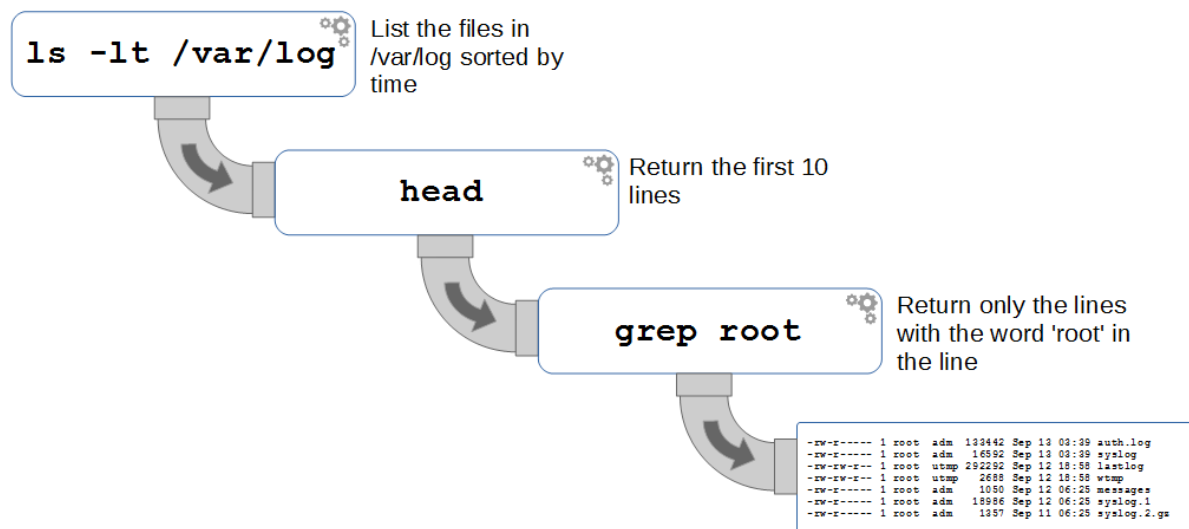 ls -lt /var/log
List the files in
/var/log sorted by
time
head
Return the first 10
lines
grep root
Return only the lines
with the word 'root' in
the line
-rw-r----- 1 root adm 133442 Sep 13 03:39 auth.log
-rw-r----- 1 root adm 16592 Sep 13 03:39 syslog
-rw-rw-r-- 1 root utmp 292292 Sep 12 18:58 lastlog
-rw-rw-r-- 1 root utmp 2688 Sep 12 18:58 wtmp
-rw-r----- 1 root adm 1050 Sep 12 06:25 messages
-rw-r----- 1 root adm 18986 Sep 12 06:25 syslog.1
-rw-r----- 1 root adm 1357 Sep 11 06:25 syslog.2.gz